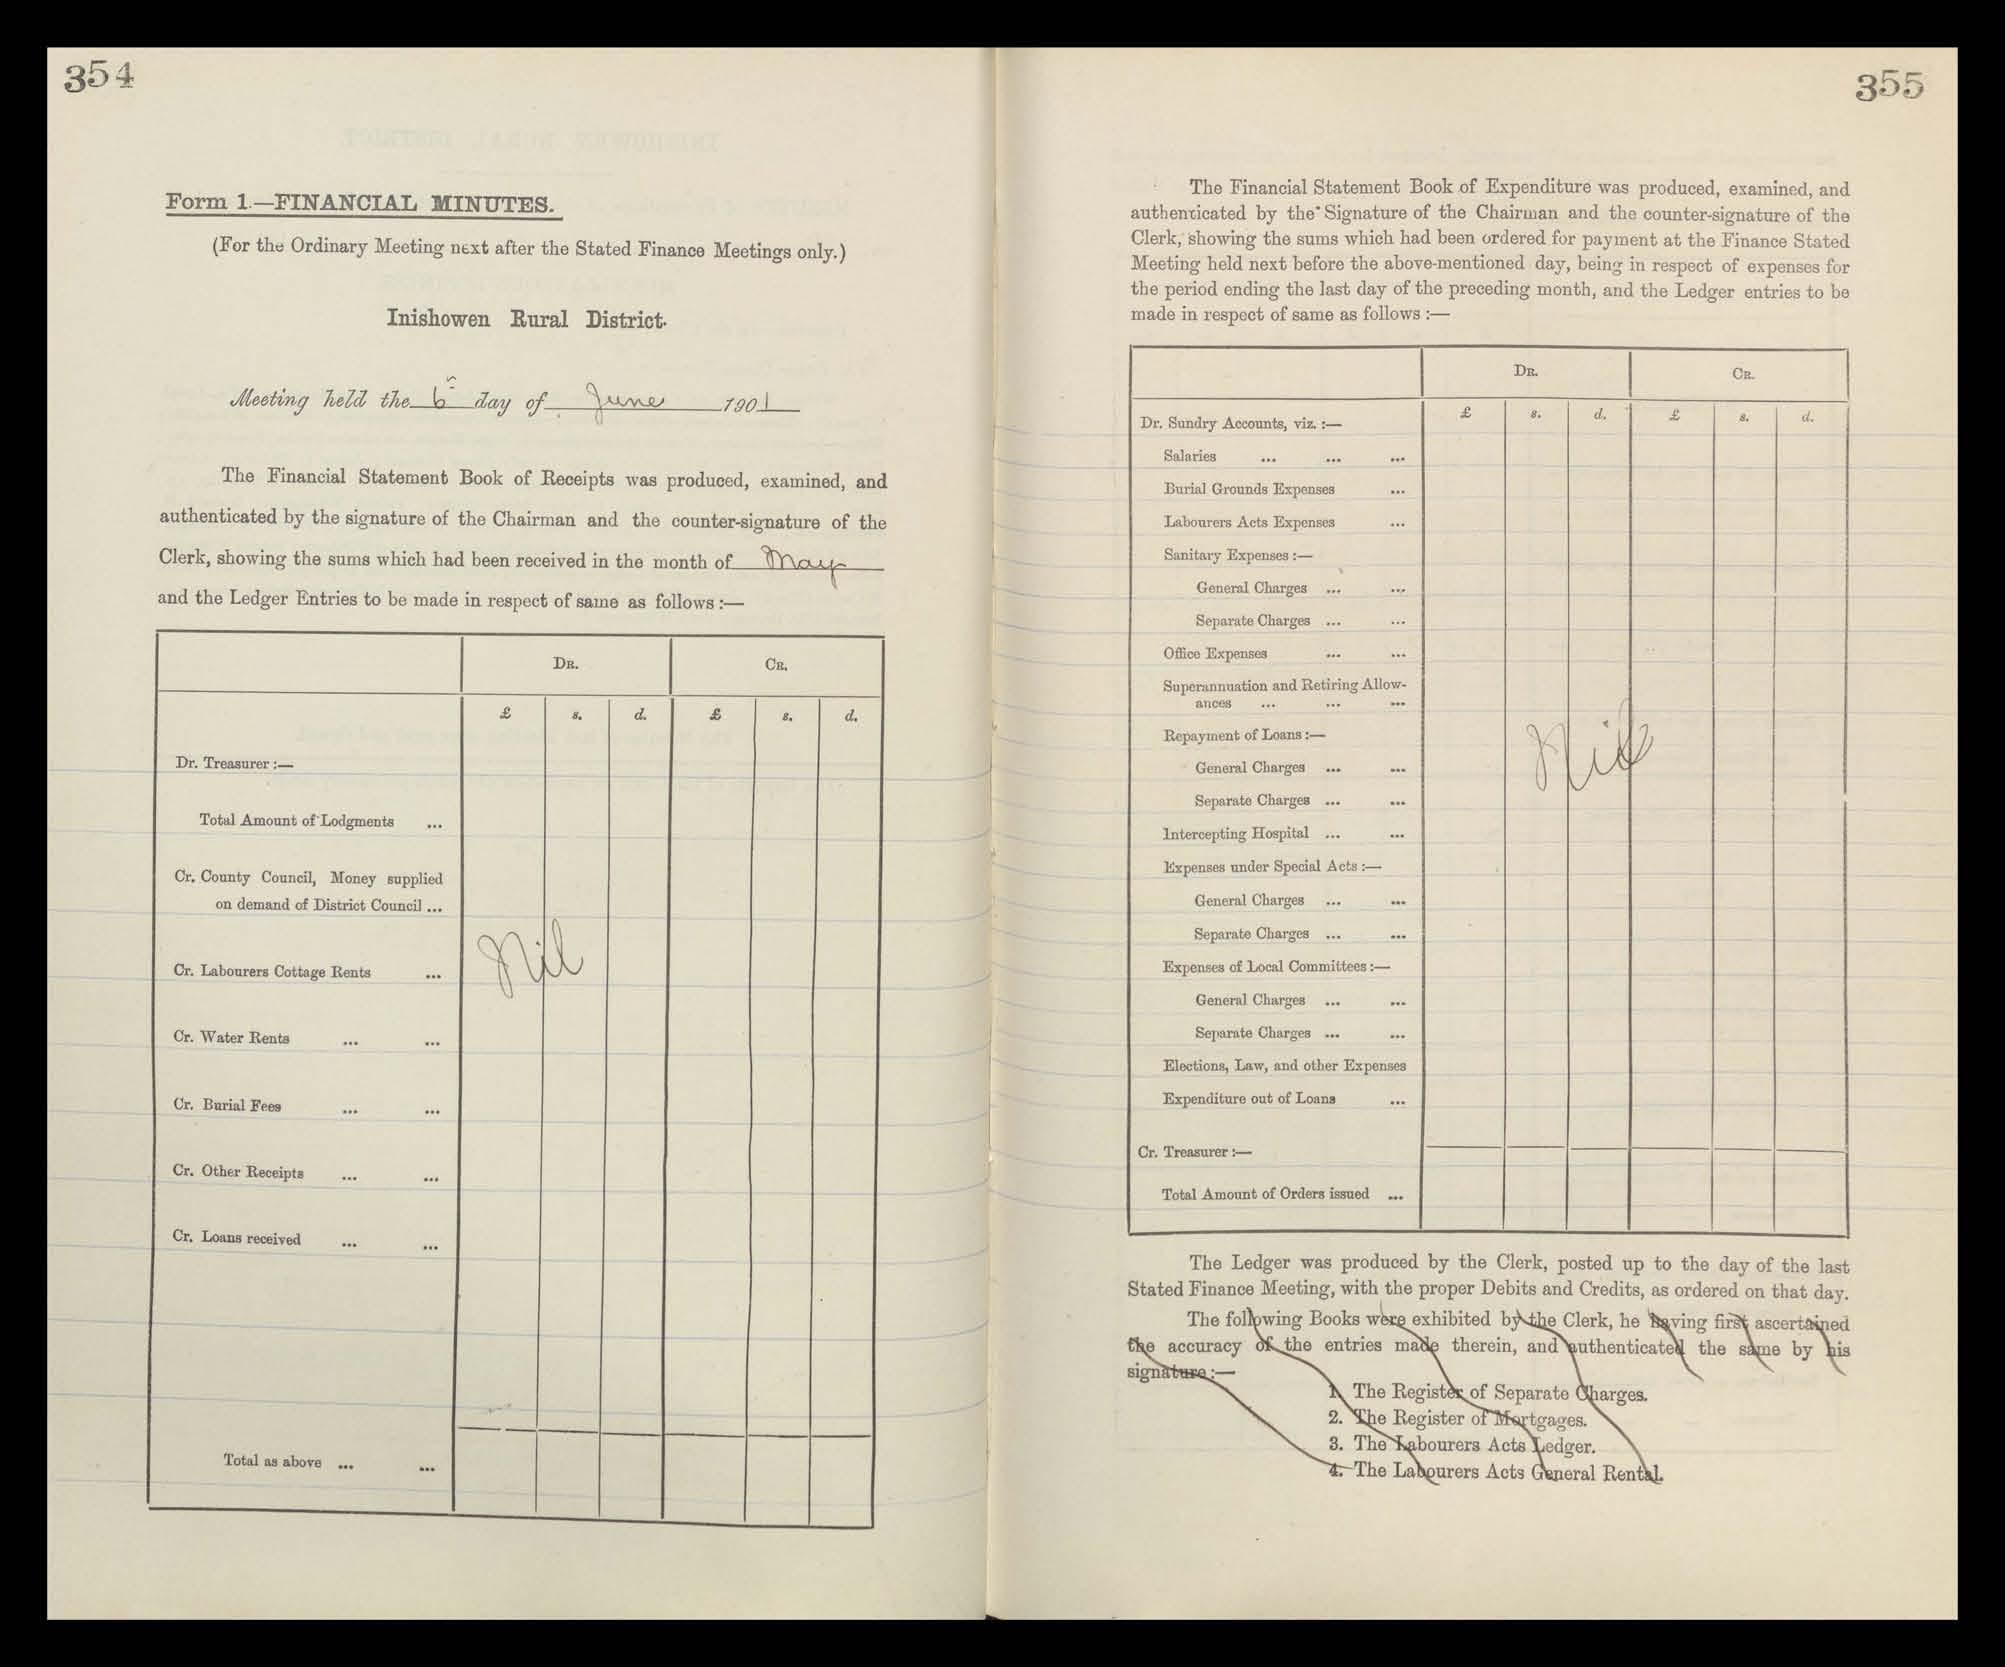 354
Form 1.—FINANCIAL MINUTES.
(For the Ordinary Meeting next after the Stated Finance Meetings only.)
Inishowen Rural District.
Meeting held the 6th day of June 1901
The Financial Statement Book of Receipts was produced, examined, and
authenticated by the signature of the Chairman and the counter-signature of the
Clerk, showing the sums which had been received in the month of May
and the Ledger Entries to be made in respect of same as follows :—
DR. CR.
£ s. d. £ s. d.
Dr. Treasurer :—
Total Amount of Lodgments ...
Cr. County Council, Money supplied
on demand of District Council ...
Nil
Cr. Labourers Cottage Rents ...
Cr. Water Rents ... ...
Cr. Burial Fees ... ...
Cr. Other Receipts ... ...
Cr. Loans received ... ...
Total as above ... ...
355
The Financial Statement Book of Expenditure was produced, examined, and
authenticated by the Signature of the Chairman and the counter-signature of the
Clerk, showing the sums which had been ordered for payment at the Finance Stated
Meeting held next before the above-mentioned day, being in respect of expenses for
the period ending the last day of the preceding month, and the Ledger entries to be
made in respect of same as follows :—
DR. CR.
£ s. d. £ s. d.
Dr. Sundry Accounts, viz. :—
Salaries ... ... ...
Burial Grounds Expenses ...
Labourers Acts Expenses ...
Sanitary Expenses :—
General Charges ... ...
Separate Charges ... ...
Office Expenses ... ...
Superannuation and Retiring Allow-
ances ... ... ...
Repayment of Loans :—
Nil
General Charges ... ...
Separate Charges ... ...
Intercepting Hospital ... ...
Expenses under Special Acts :—
General Charges ... ...
Separate Charges ... ...
Expenses of Local Committees :—
General Charges ... ...
Separate Charges ... ...
Elections, Law, and other Expenses
Expenditure out of Loans ...
Cr. Treasurer :—
Total Amount of Orders issued ...
The Ledger was produced by the Clerk, posted up to the day of the last
Stated Finance Meeting, with the proper Debits and Credits, as ordered on that day.
The following Books were exhibited by the Clerk, he having first ascertained
the accuracy of the entries made therein, and authenticated the same by his
signature :—
1. The Register of Separate Charges.
2. The Register of Mortgages.
3. The Labourers Acts Ledger.
4. The Labourers Acts General Rental.